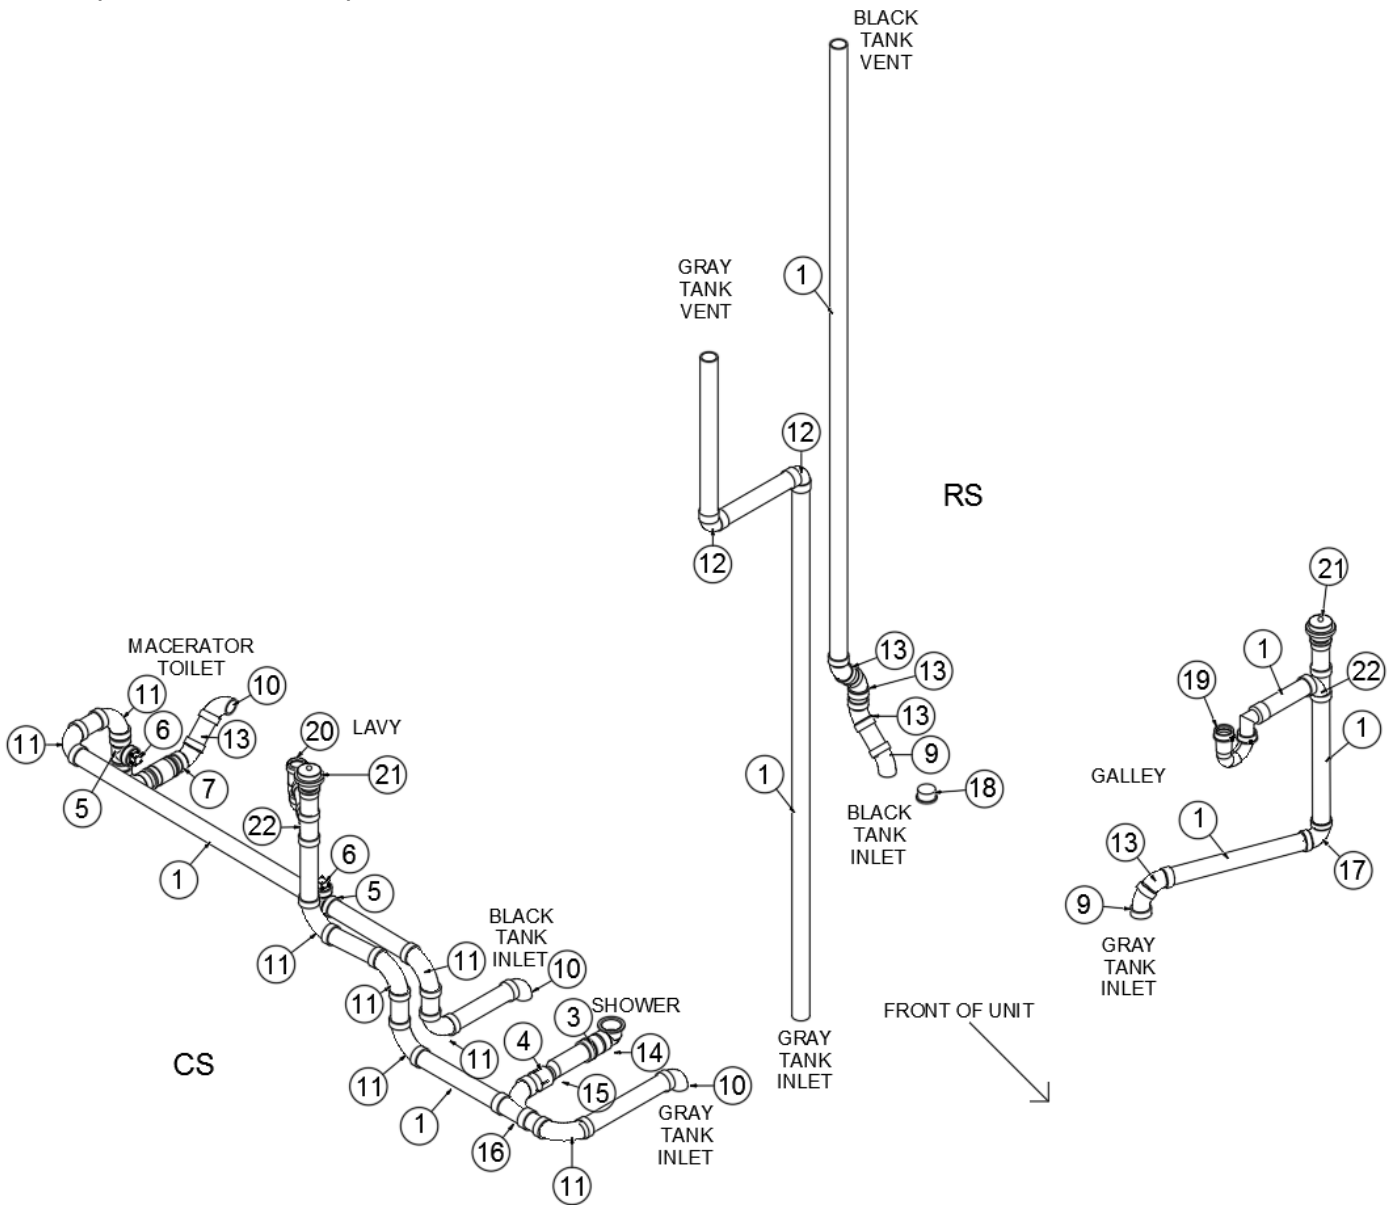 BLACK
TANK
VENT
GRAY
TANK
VENT
1
12
12
RS
21
MACERATOR
TOILET
11
10
6
13
11
5
7
1
20
LAVY
21
22
6
5
11
BLACK
TANK
INLET
11
10
11
11
11
CS
1
SHOWER
3
4
14
15
10
16
11
GRAY
TANK
INLET
13
13
13
9
18
BLACK
TANK
INLET
1
GRAY
TANK
INLET
1
22
19
1
GALLEY
1
13
17
9
GRAY
TANK
INLET
FRONT OF UNIT